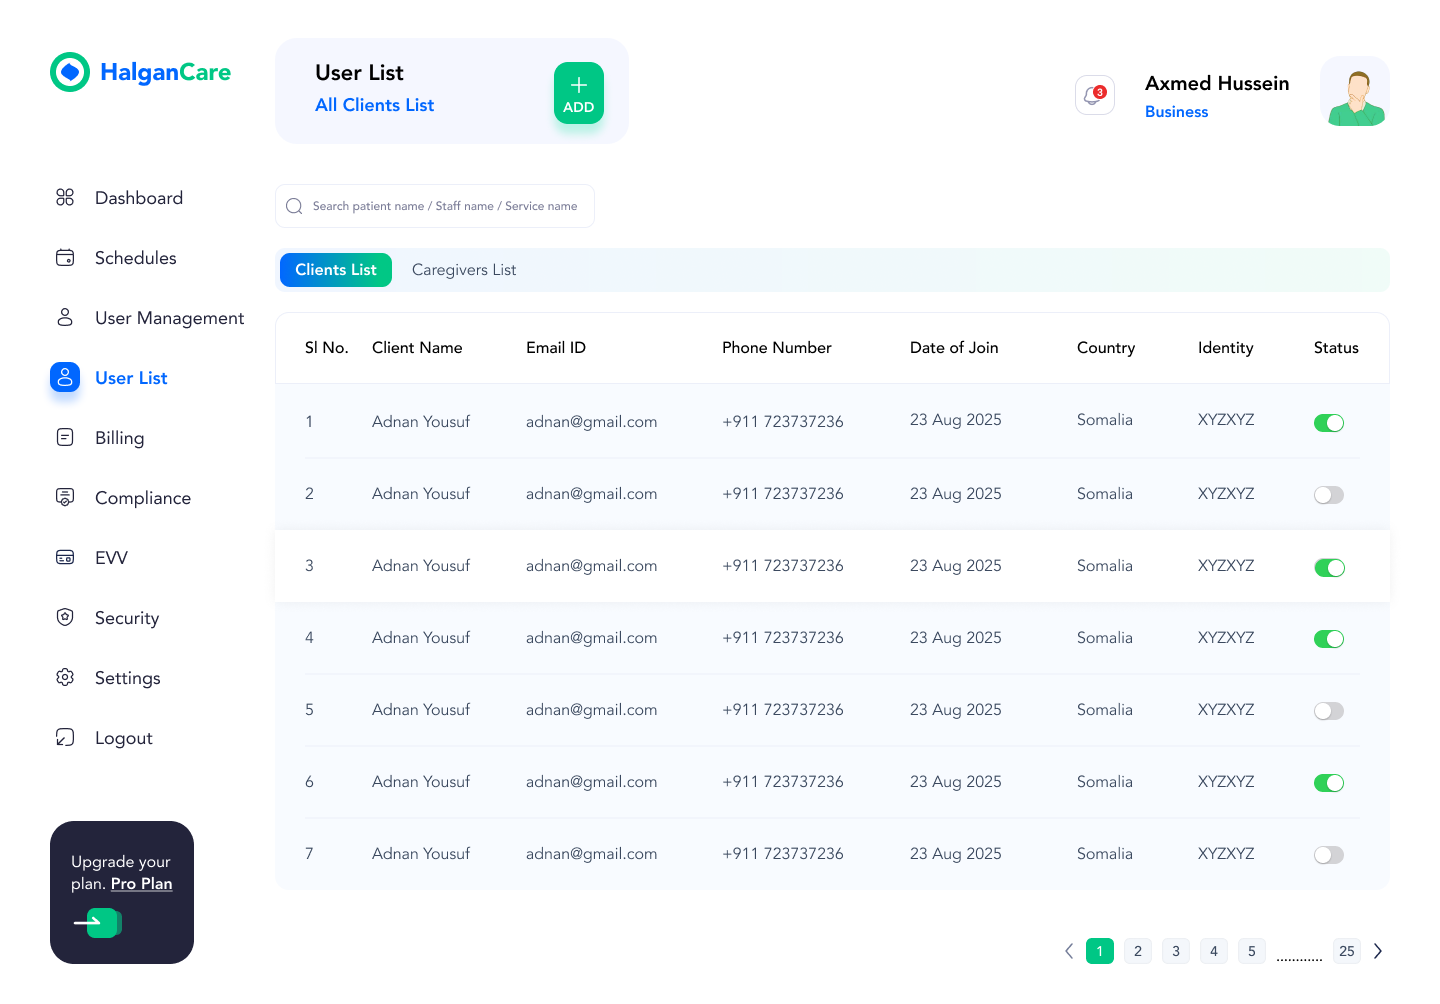 HalganCare
User List
All Clients List
ADD
3
Axmed Hussein
Business
Dashboard
Schedules
User Management
User List
Billing
Compliance
EVV
Security
Settings
Logout
Upgrade your
plan. Pro Plan
Search patient name / Staff name / Service name
Clients List Caregivers List
Sl No. Client Name Email ID Phone Number Date of Join Country Identity Status
1 Adnan Yousuf adnan@gmail.com +911 723737236 23 Aug 2025 Somalia XYZXYZ
2 Adnan Yousuf adnan@gmail.com +911 723737236 23 Aug 2025 Somalia XYZXYZ
3 Adnan Yousuf adnan@gmail.com +911 723737236 23 Aug 2025 Somalia XYZXYZ
4 Adnan Yousuf adnan@gmail.com +911 723737236 23 Aug 2025 Somalia XYZXYZ
5 Adnan Yousuf adnan@gmail.com +911 723737236 23 Aug 2025 Somalia XYZXYZ
6 Adnan Yousuf adnan@gmail.com +911 723737236 23 Aug 2025 Somalia XYZXYZ
7 Adnan Yousuf adnan@gmail.com +911 723737236 23 Aug 2025 Somalia XYZXYZ
1 2 3 4 5 ............ 25